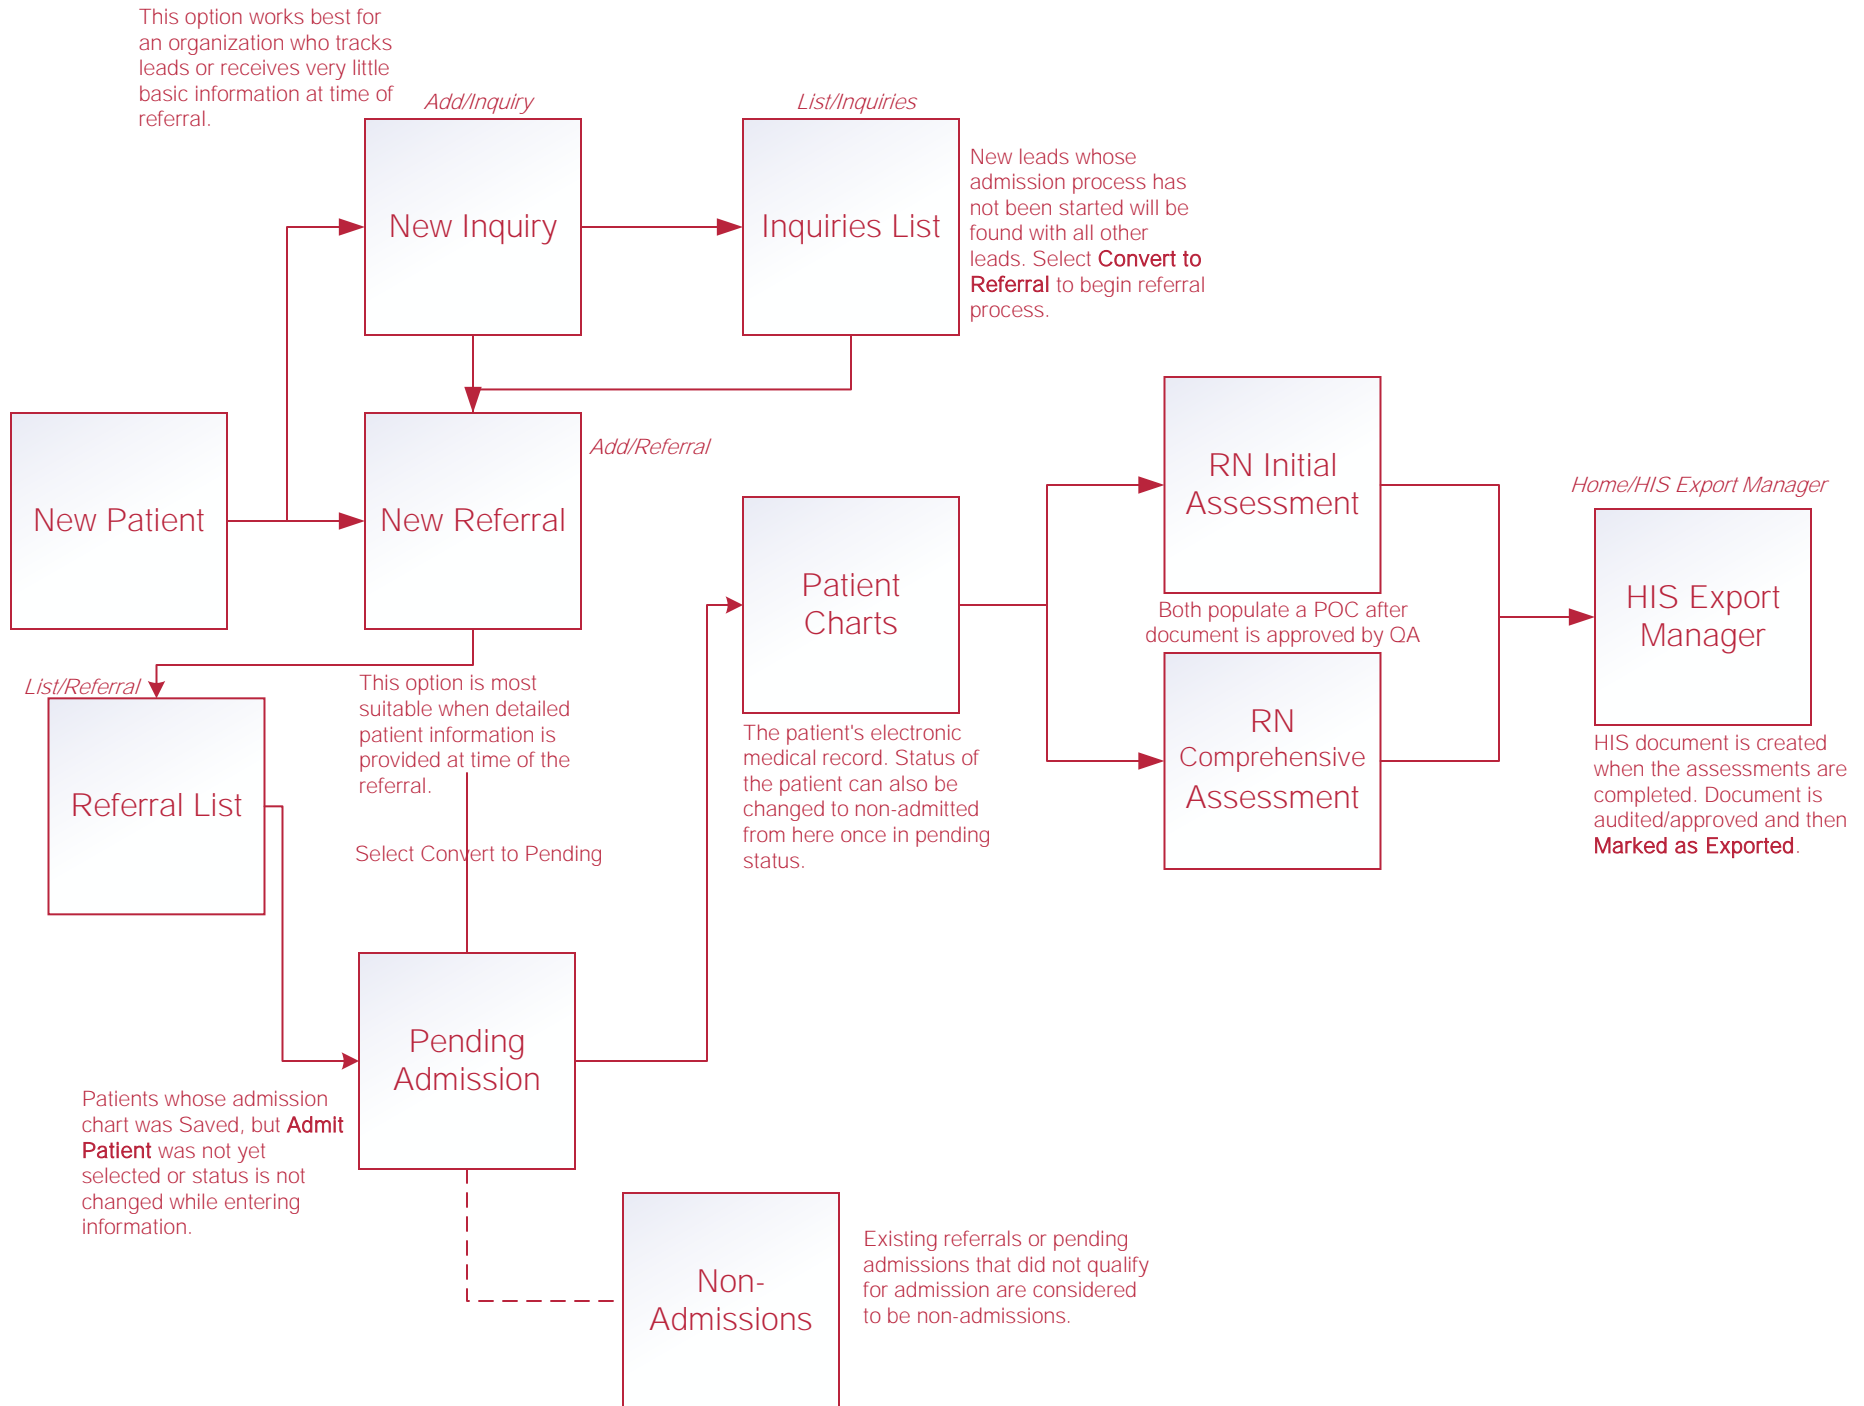 This option works best for
an organization who tracks
leads or receives very little
basic information at time of
referral.
Add/Inquiry
List/Inquiries
New Inquiry
Inquiries List
New leads whose
admission process has
not been started will be
found with all other
leads. Select Convert to
Referral to begin referral
process.
New Patient
New Referral
Add/Referral
RN Initial
Assessment
Home/HIS Export Manager
Patient
Charts
Both populate a POC after
document is approved by QA
HIS Export
Manager
List/Referral
Referral List
This option is most
suitable when detailed
patient information is
provided at time of the
referral.
Select Convert to Pending
The patient's electronic
medical record. Status of
the patient can also be
changed to non-admitted
from here once in pending
status.
RN
Comprehensive
Assessment
HIS document is created
when the assessments are
completed. Document is
audited/approved and then
Marked as Exported.
Pending
Admission
Patients whose admission
chart was Saved, but Admit
Patient was not yet
selected or status is not
changed while entering
information.
Non-
Admissions
Existing referrals or pending
admissions that did not qualify
for admission are considered
to be non-admissions.